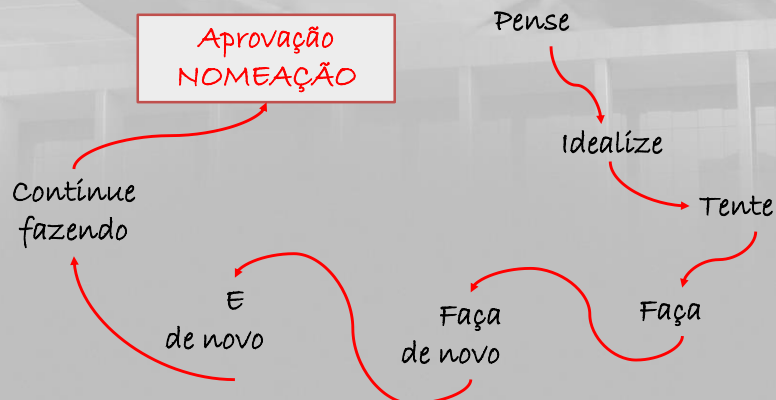 Pense
Idealize
Tente
Faça
Faça
de novo
E
de novo
Continue
fazendo
Aprovação
NOMEAÇÃO